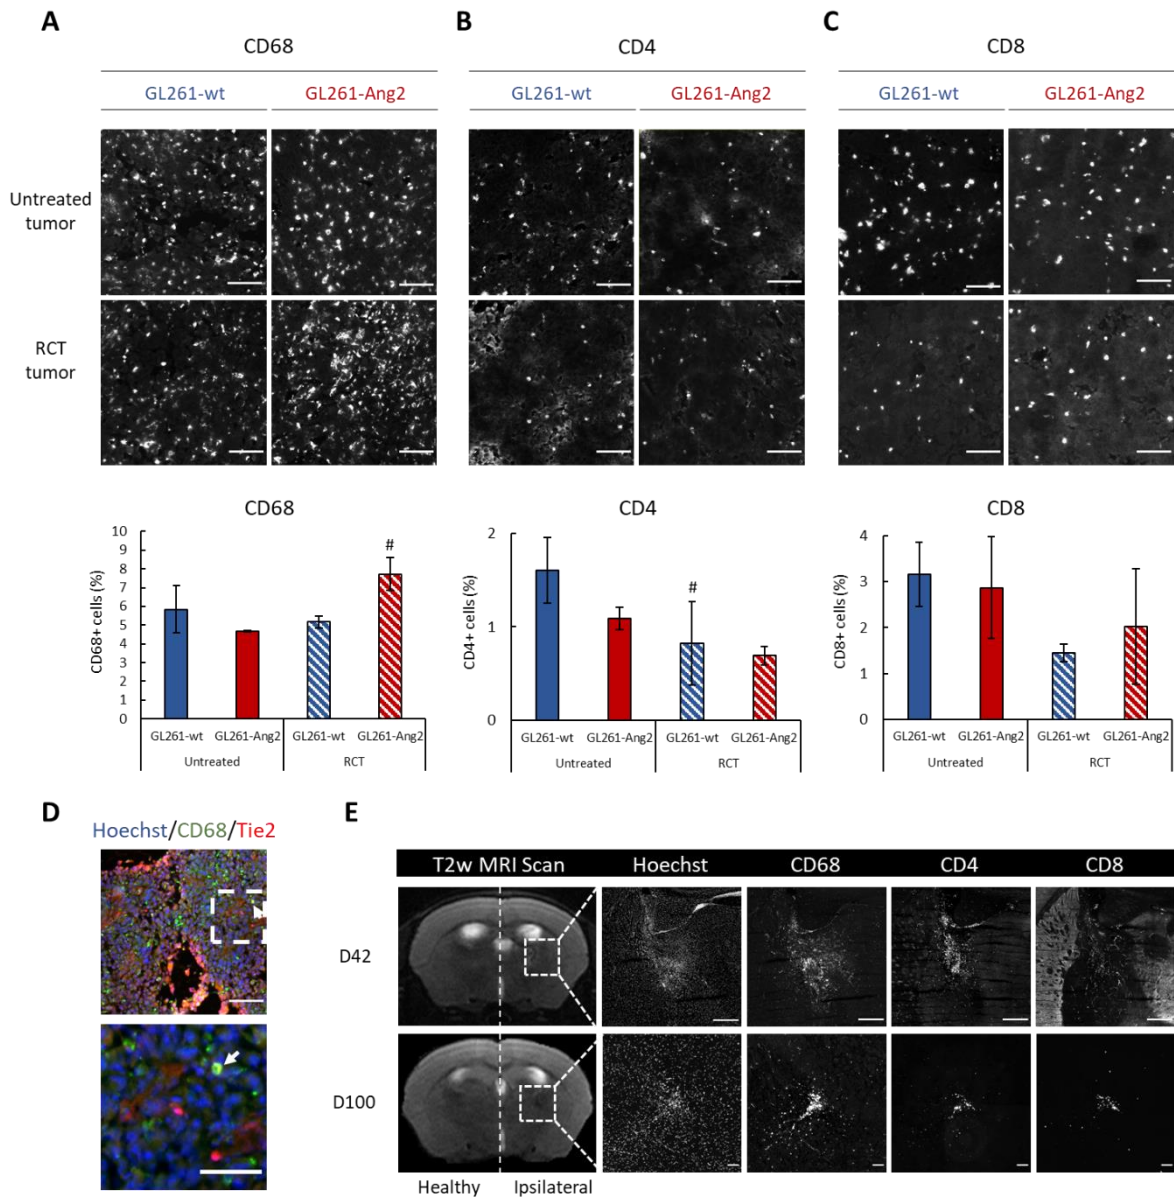 A
B
C
CD68
CD4
CD8
GL261-wt
GL261-Ang2
GL261-wt
GL261-Ang2
GL261-wt
GL261-Ang2
Untreated
tumor
RCT
tumor
CD68
10
9
8
7
6
5
4
3
2
1
0
CD68+ cells (%)
#
GL261-wt
GL261-Ang2
GL261-wt
GL261-Ang2
Untreated
RCT
CD4
2
1
0
CD4+ cells (%)
#
GL261-wt
GL261-Ang2
GL261-wt
GL261-Ang2
Untreated
RCT
CD8
4
3
2
1
0
CD8+ cells (%)
GL261-wt
GL261-Ang2
GL261-wt
GL261-Ang2
Untreated
RCT
D
Hoechst/CD68/Tie2
E
T2w MRI Scan
Hoechst
CD68
CD4
CD8
D42
D100
Healthy
Ipsilateral